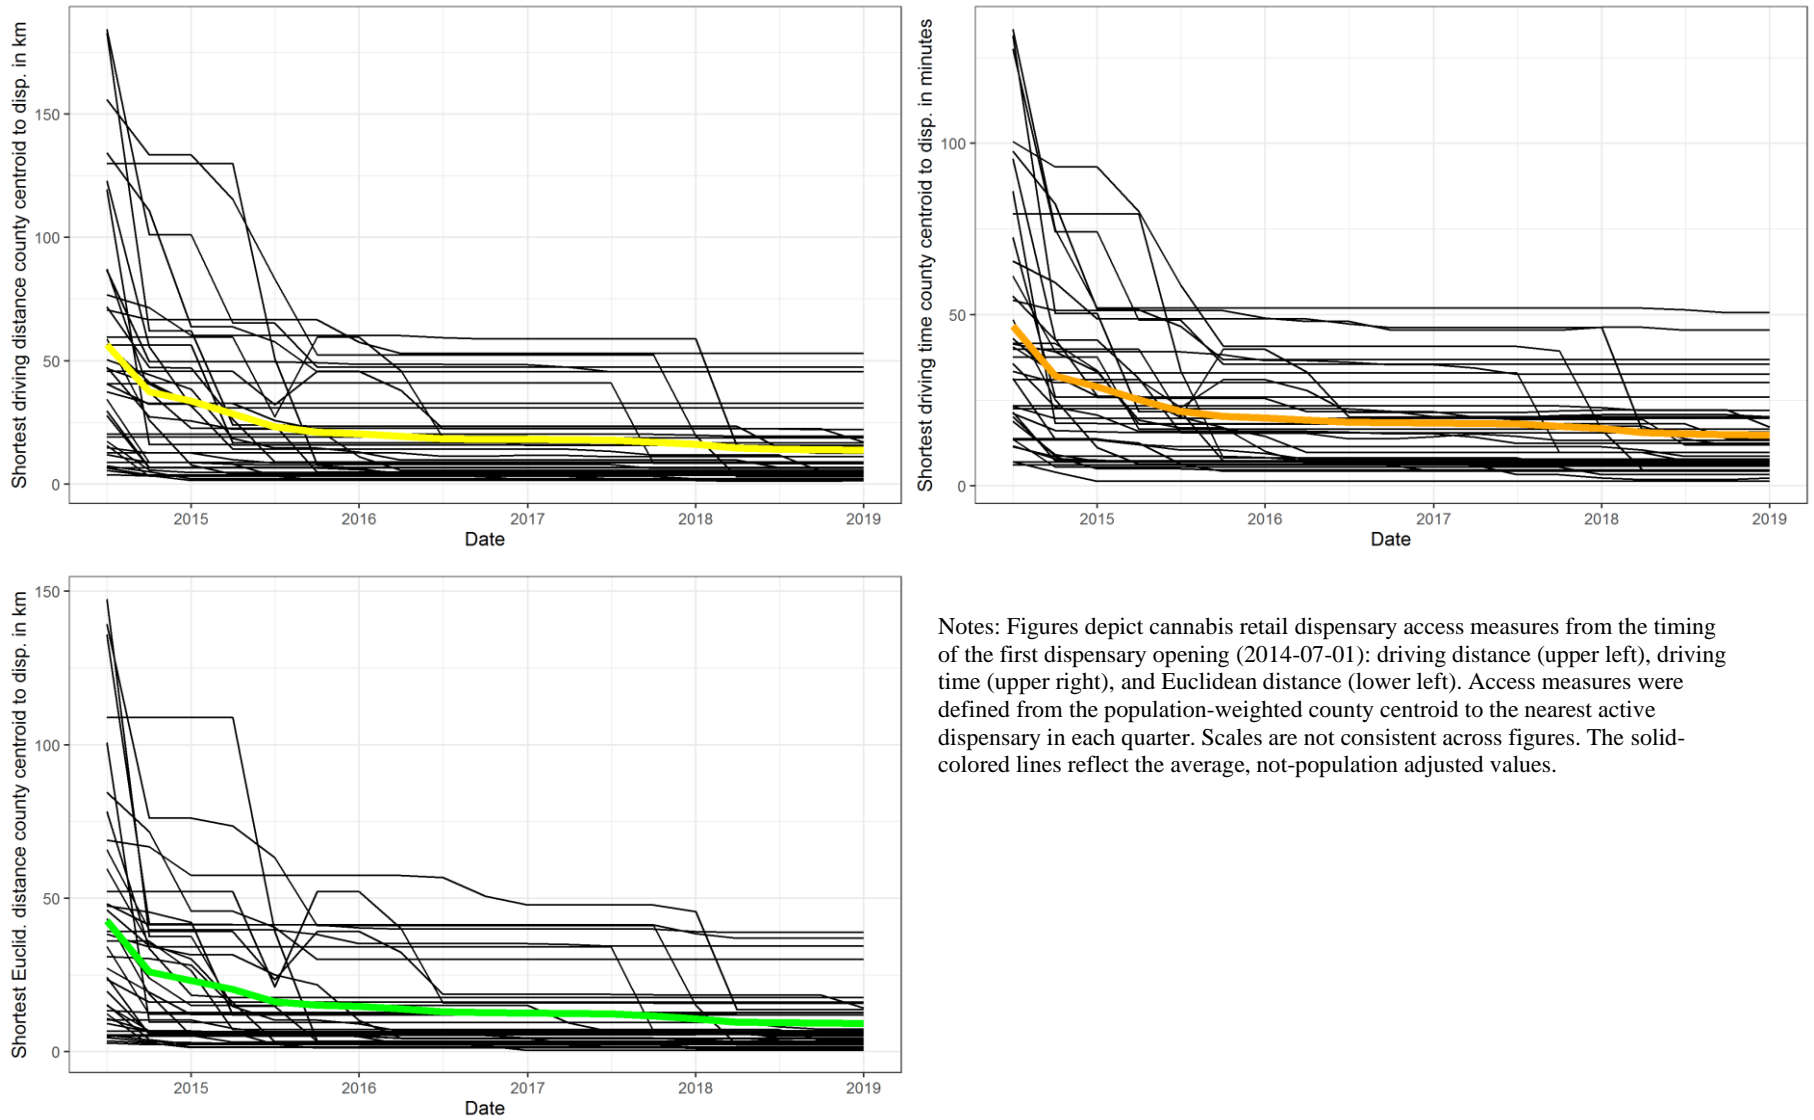 Shortest driving distance county centroid to disp. in km
150
100
50
0
2015 2016 2017 2018 2019
Date
Shortest driving time county centroid to disp. in minutes
100
50
0
2015 2016 2017 2018 2019
Date
Shortest Euclid. distance county centroid to disp. in km
150
100
50
0
2015 2016 2017 2018 2019
Date
Notes: Figures depict cannabis retail dispensary access measures from the timing
of the first dispensary opening (2014-07-01): driving distance (upper left), driving
time (upper right), and Euclidean distance (lower left). Access measures were
defined from the population-weighted county centroid to the nearest active
dispensary in each quarter. Scales are not consistent across figures. The solid-
colored lines reflect the average, not-population adjusted values.